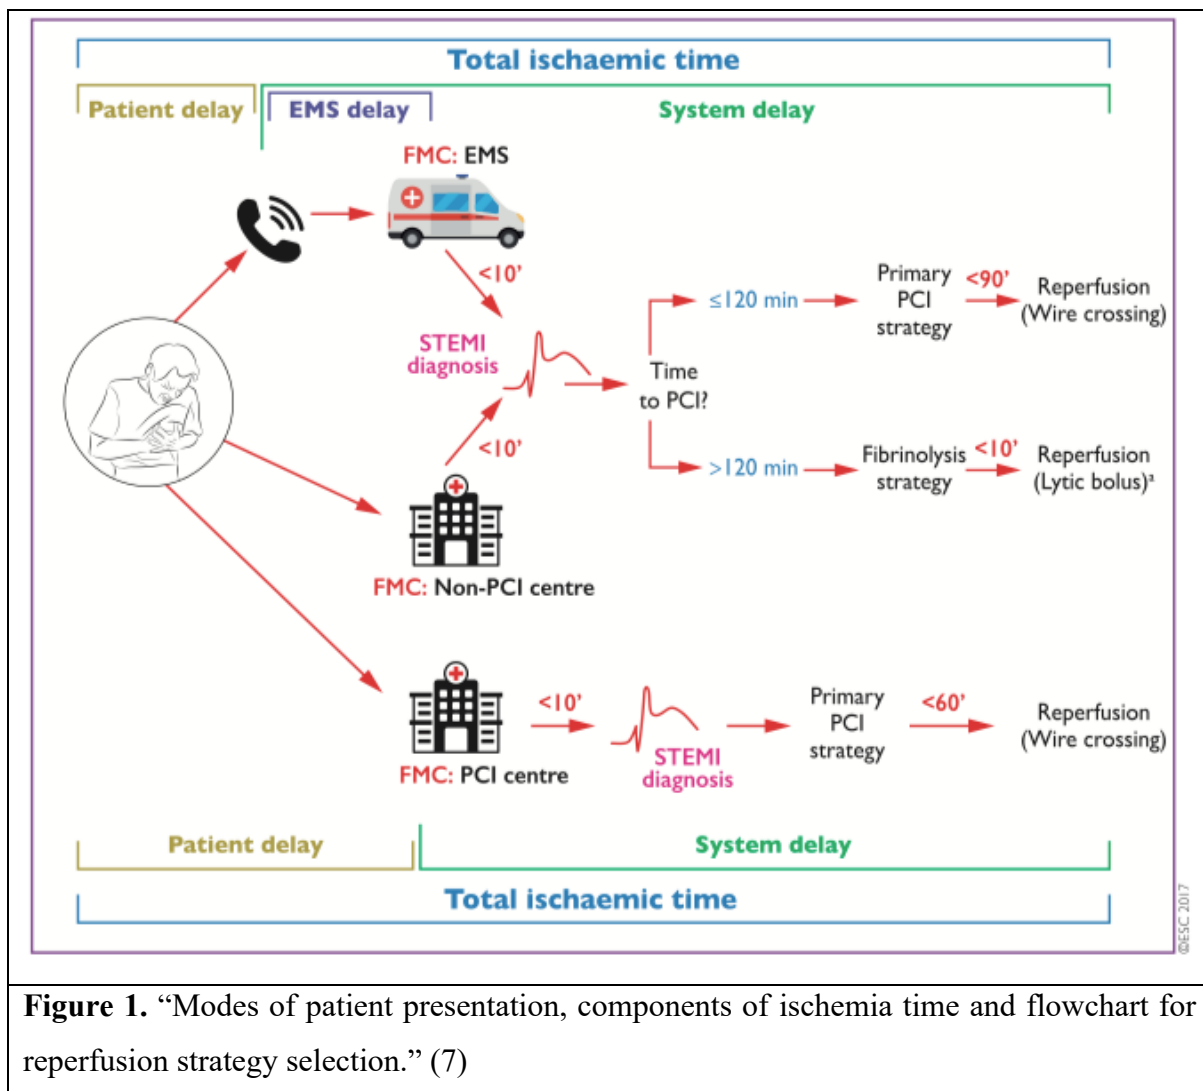 Total ischaemic time
Patient delay
EMS delay
System delay
FMC: EMS
<10'
STEMI
diagnosis
<10'
FMC: Non-PCI centre
Time
to PCI?
≤120 min
Primary
PCI
strategy
<90'
Reperfusion
(Wire crossing)
>120 min
Fibrinolysis
strategy
<10'
Reperfusion
(Lytic bolus)ᵃ
FMC: PCI centre
<10'
STEMI
diagnosis
Primary
PCI
strategy
<60'
Reperfusion
(Wire crossing)
Patient delay
System delay
Total ischaemic time
©ESC 2017
Figure 1. “Modes of patient presentation, components of ischemia time and flowchart for
reperfusion strategy selection.” (7)